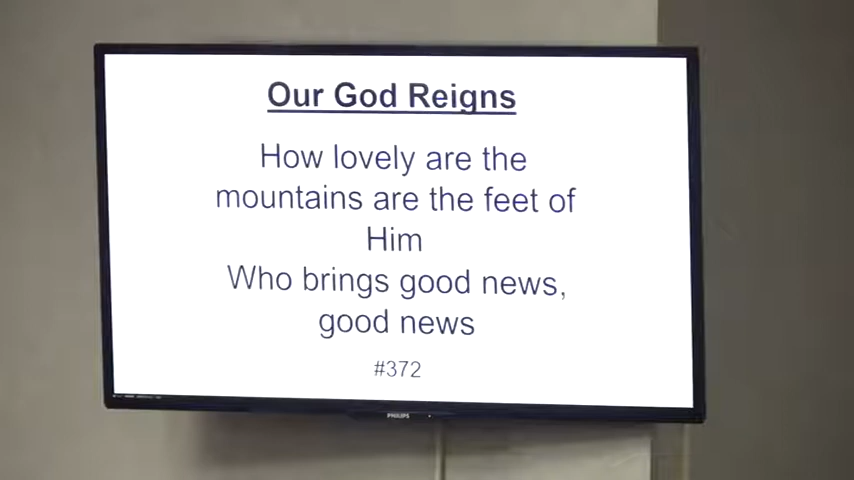 Our God Reigns
How lovely are the
mountains are the feet of
Him
Who brings good news,
good news
#372
PHILIPS